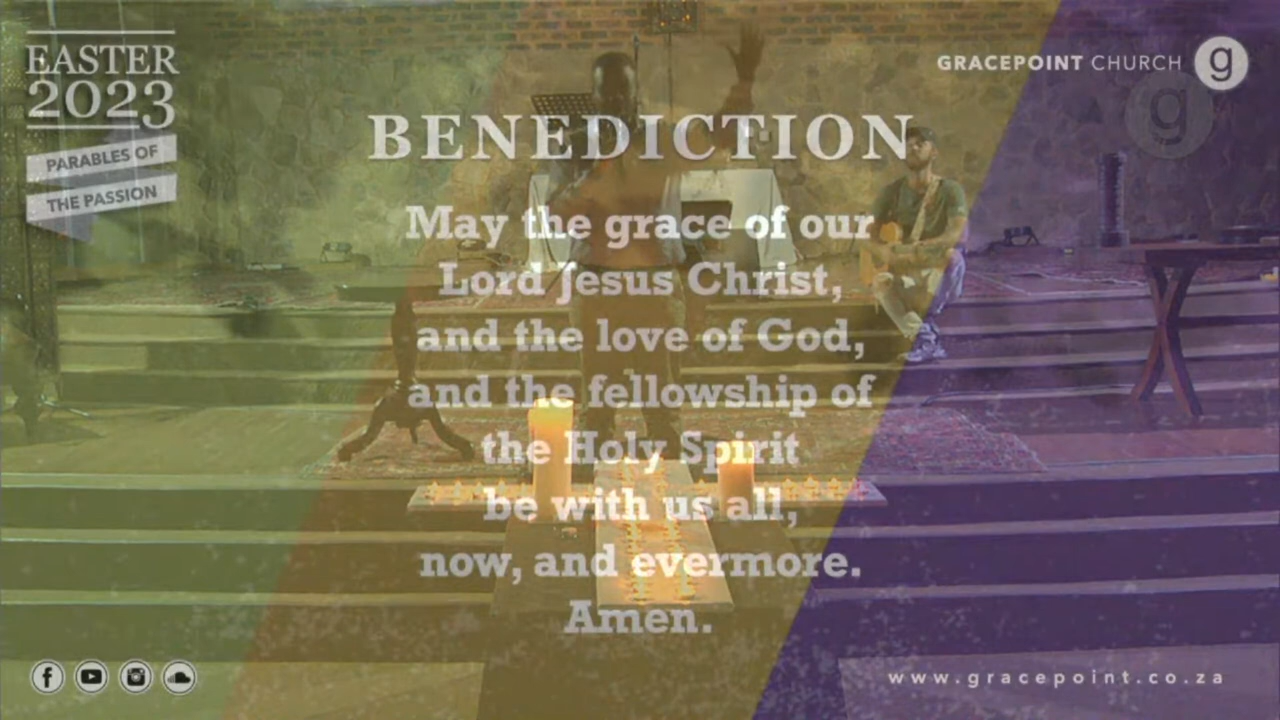 EASTER
2023
PARABLES OF
THE PASSION
GRACEPOINT CHURCH g
g
BENEDICTION
May the grace of our
Lord Jesus Christ,
and the love of God,
and the fellowship of
the Holy Spirit
be with us all,
now, and evermore.
Amen.
www.gracepoint.co.za